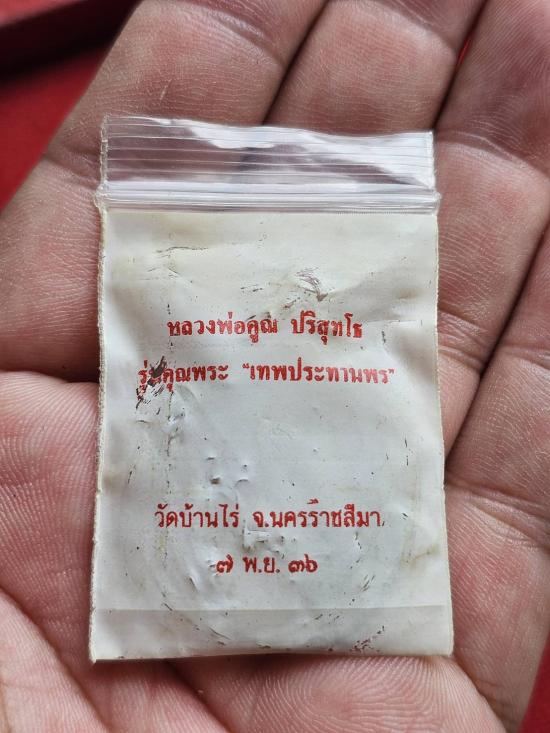 หลวงพ่อคูณ ปริสุทโธ
รุ่นคุณพระ "เทพประทานพร"
วัดบ้านไร่ จ.นครราชสีมา
๗ พ.ย. ๓๖